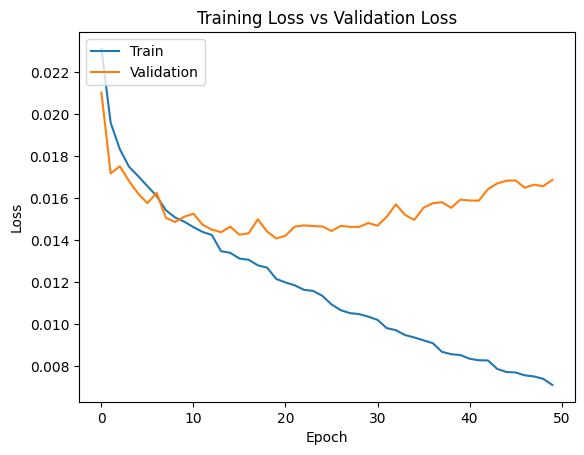 Training Loss vs Validation Loss
Train
Validation
0.022
0.020
0.018
0.016
0.014
0.012
0.010
0.008
Loss
0 10 20 30 40 50
Epoch